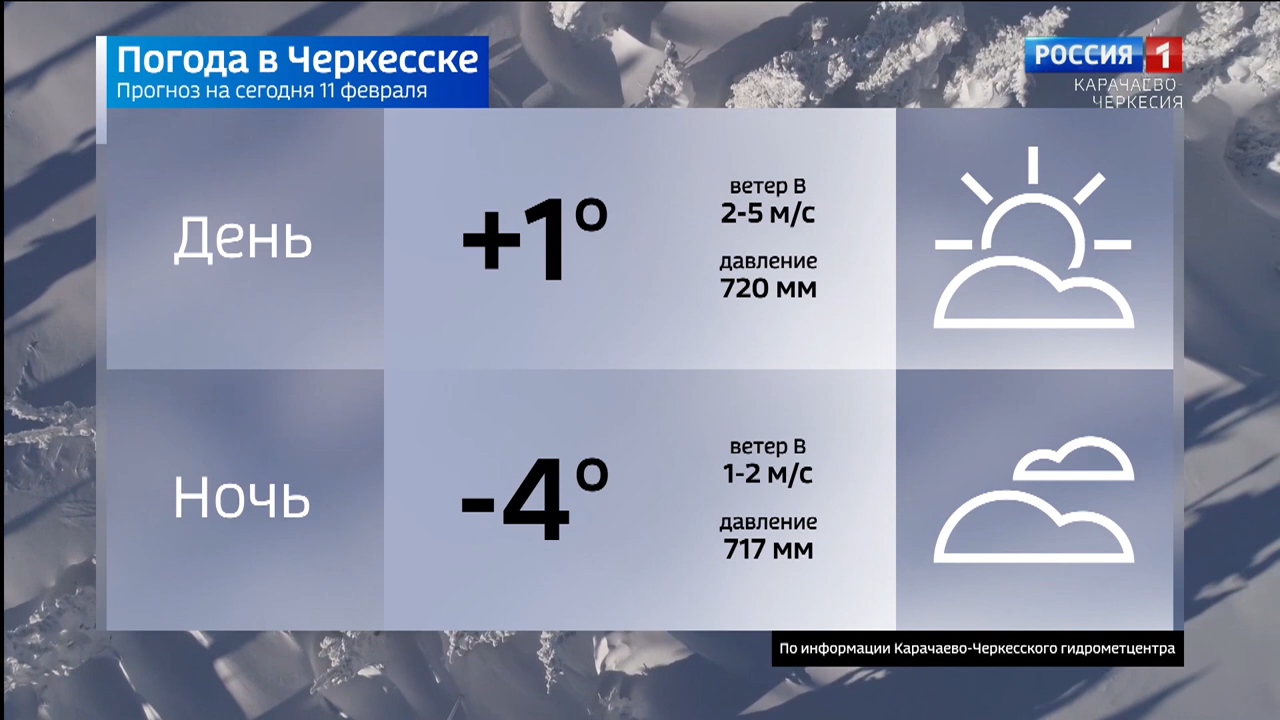 Погода в Черкесске
Прогноз на сегодня 11 февраля
РОССИЯ 1
КАРАЧАЕВО-
ЧЕРКЕСИЯ
День
+1°
ветер В
2-5 м/с
давление
720 мм
Ночь
-4°
ветер В
1-2 м/с
давление
717 мм
По информации Карачаево-Черкесского гидрометцентра